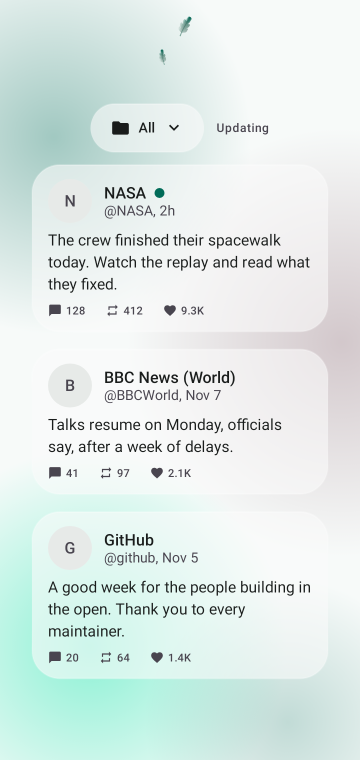 All
Updating
N
NASA
@NASA, 2h
The crew finished their spacewalk
today. Watch the replay and read what
they fixed.
128 412 9.3K
B
BBC News (World)
@BBCWorld, Nov 7
Talks resume on Monday, officials
say, after a week of delays.
41 97 2.1K
G
GitHub
@github, Nov 5
A good week for the people building in
the open. Thank you to every
maintainer.
20 64 1.4K